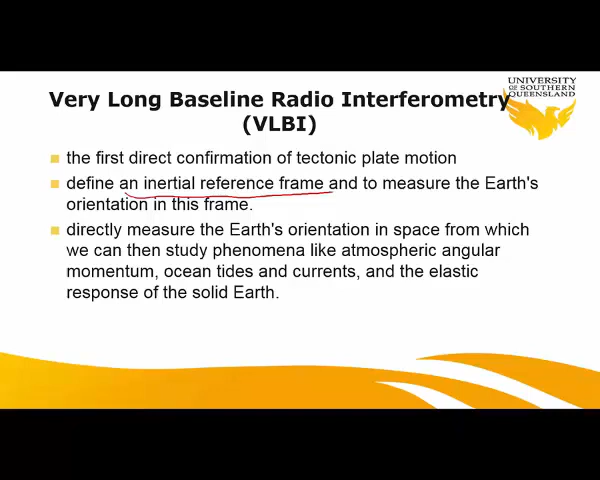 UNIVERSITY
OF SOUTHERN
QUEENSLAND
Very Long Baseline Radio Interferometry
(VLBI)
the first direct confirmation of tectonic plate motion
define an inertial reference frame and to measure the Earth's
orientation in this frame.
directly measure the Earth's orientation in space from which
we can then study phenomena like atmospheric angular
momentum, ocean tides and currents, and the elastic
response of the solid Earth.